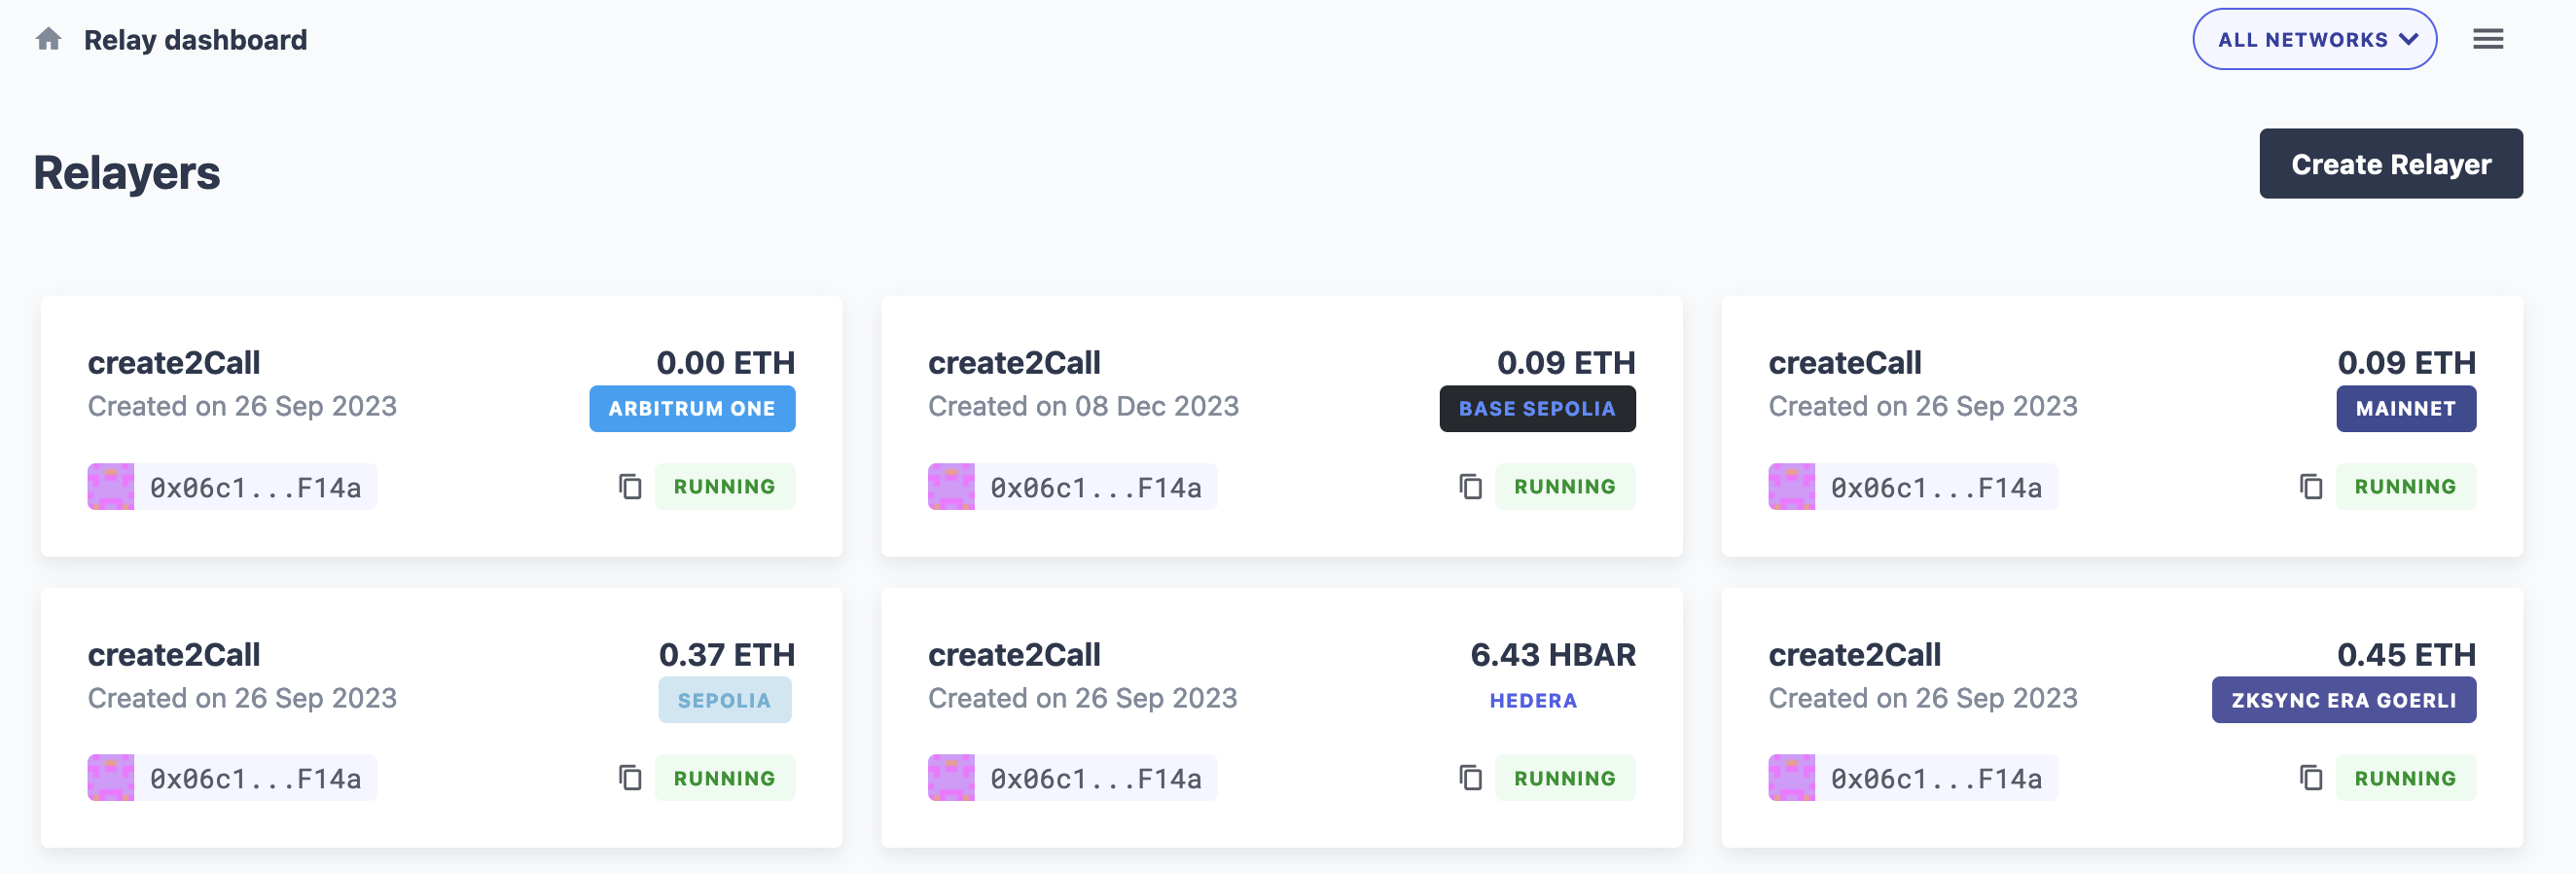 Relay dashboard
ALL NETWORKS
Relayers
Create Relayer
create2Call
0.00 ETH
Created on 26 Sep 2023
ARBITRUM ONE
0x06c1...F14a
RUNNING
create2Call
0.09 ETH
Created on 08 Dec 2023
BASE SEPOLIA
0x06c1...F14a
RUNNING
createCall
0.09 ETH
Created on 26 Sep 2023
MAINNET
0x06c1...F14a
RUNNING
create2Call
0.37 ETH
Created on 26 Sep 2023
SEPOLIA
0x06c1...F14a
RUNNING
create2Call
6.43 HBAR
Created on 26 Sep 2023
HEDERA
0x06c1...F14a
RUNNING
create2Call
0.45 ETH
Created on 26 Sep 2023
ZKSYNC ERA GOERLI
0x06c1...F14a
RUNNING